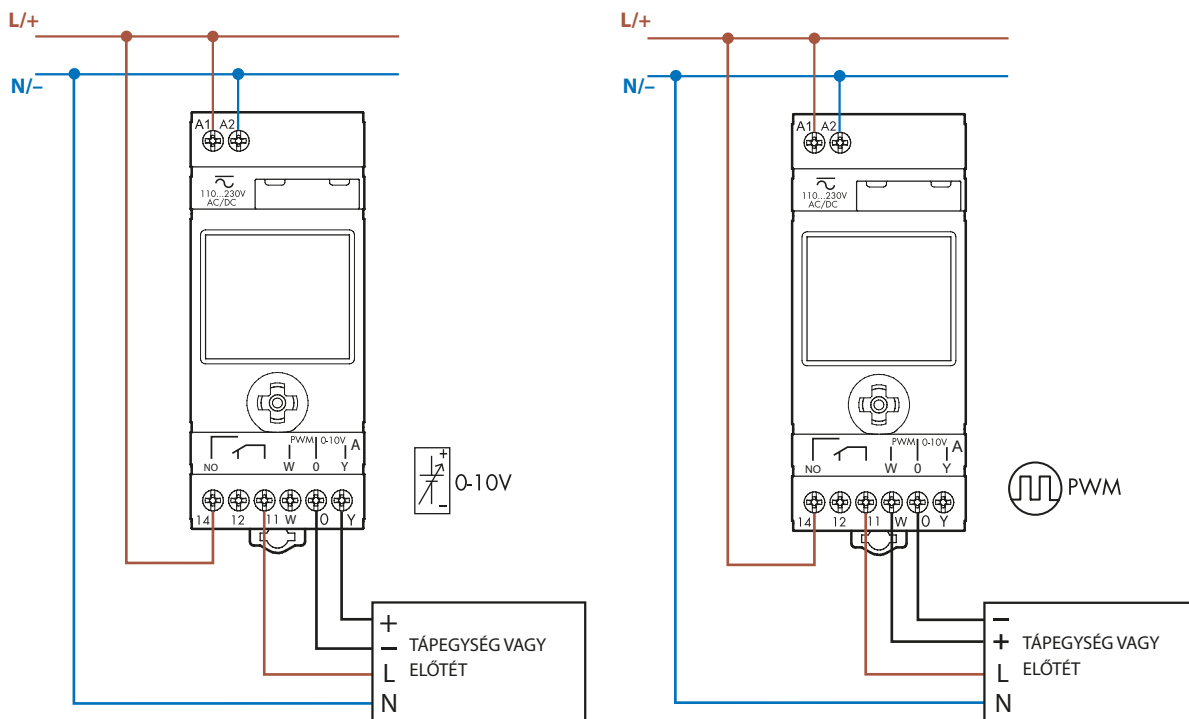 L/+
N/–
A1 A2
110...230V
AC/DC
PWM 0-10V A
NO W 0 Y
14 12 11 W 0 Y
+
-
0-10V
+
– TÁPEGYSÉG VAGY
L ELŐTÉT
N
L/+
N/–
A1 A2
110...230V
AC/DC
PWM 0-10V A
NO W 0 Y
14 12 11 W 0 Y
PWM
–
+ TÁPEGYSÉG VAGY
L ELŐTÉT
N